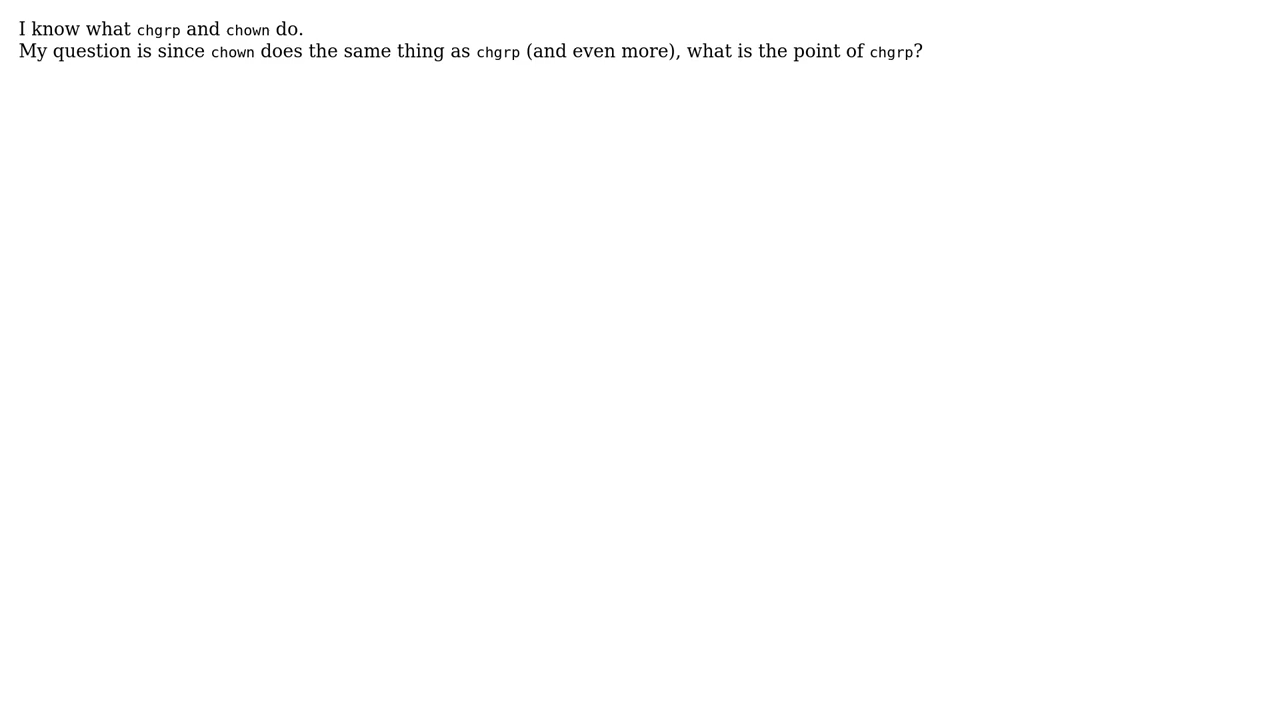 I know what chgrp and chown do.
My question is since chown does the same thing as chgrp (and even more), what is the point of chgrp?